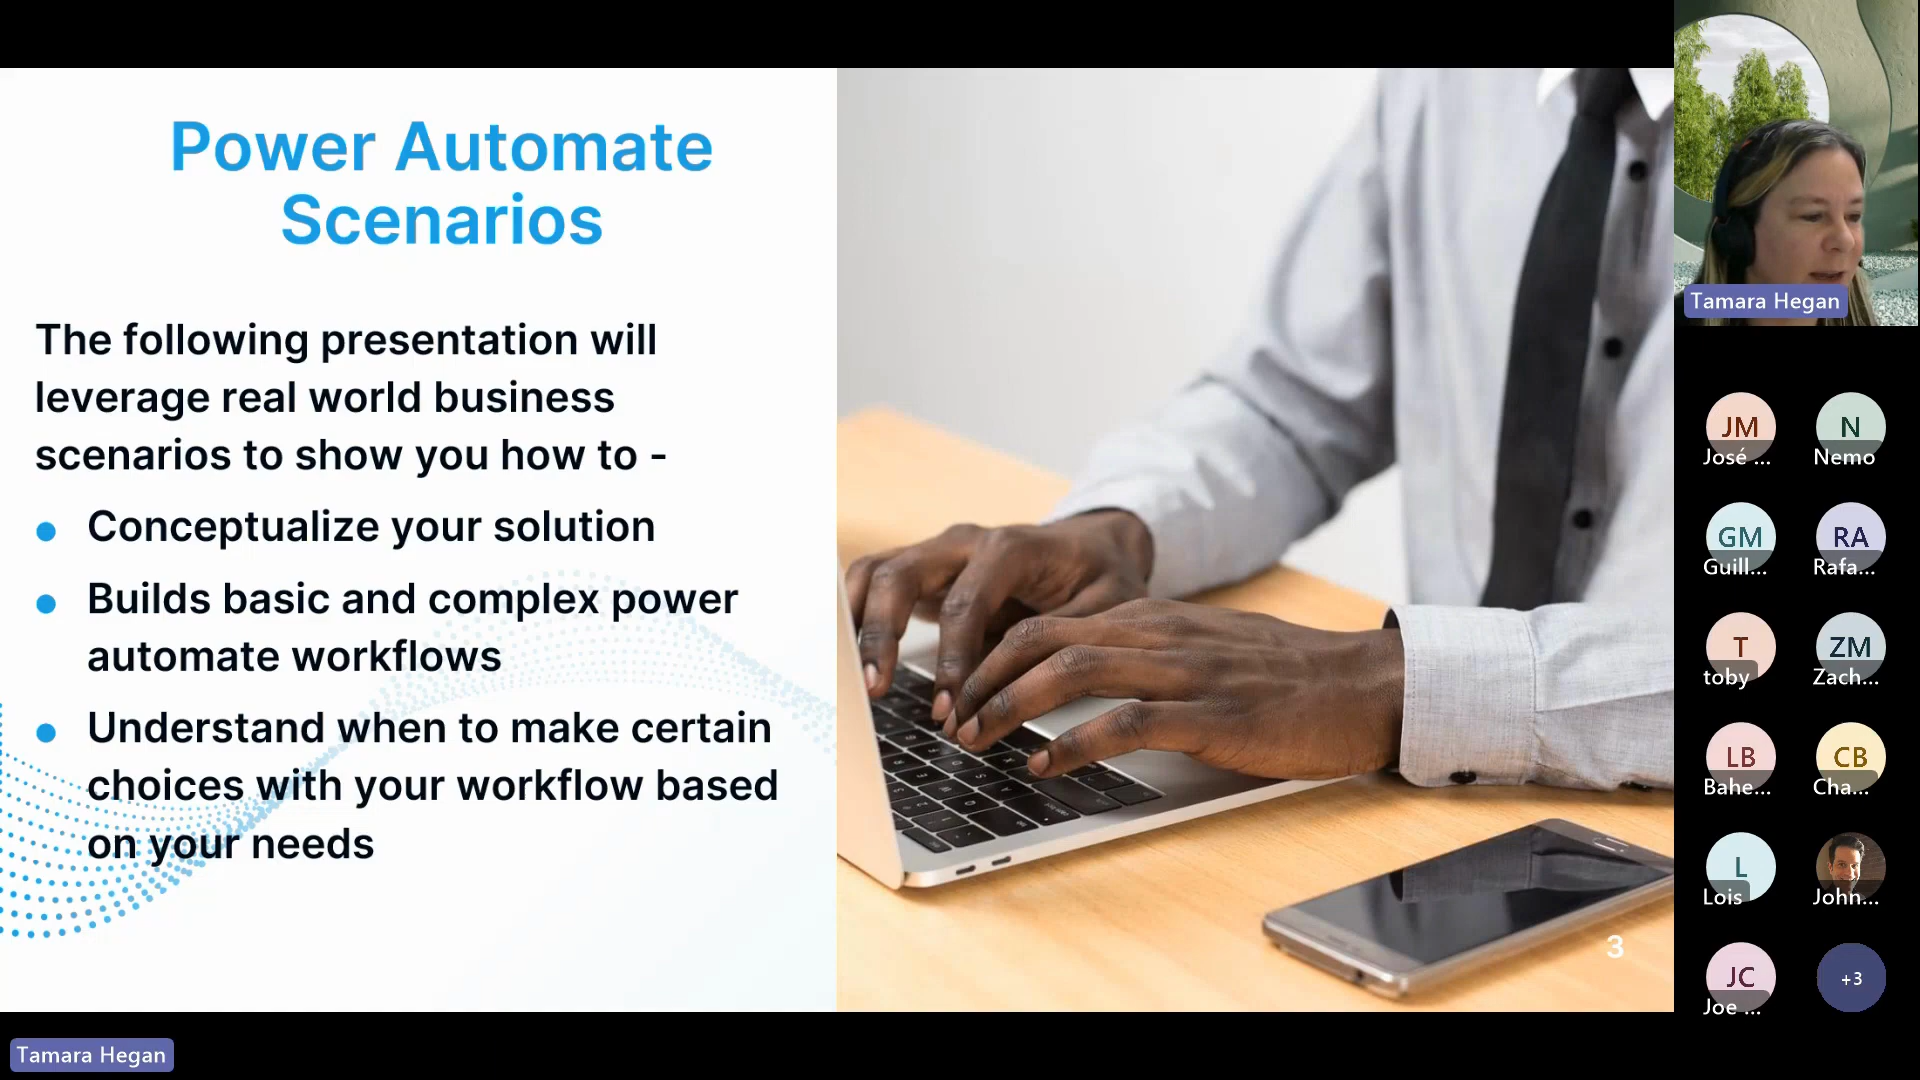 Power Automate
Scenarios
The following presentation will
leverage real world business
scenarios to show you how to -
Conceptualize your solution
Builds basic and complex power
automate workflows
Understand when to make certain
choices with your workflow based
on your needs
3
Tamara Hegan
Tamara Hegan
JM
José ...
N
Nemo
GM
Guill...
RA
Rafa...
T
toby
ZM
Zach...
LB
Bahe...
CB
Cha...
L
Lois
John...
JC
Joe ...
+3